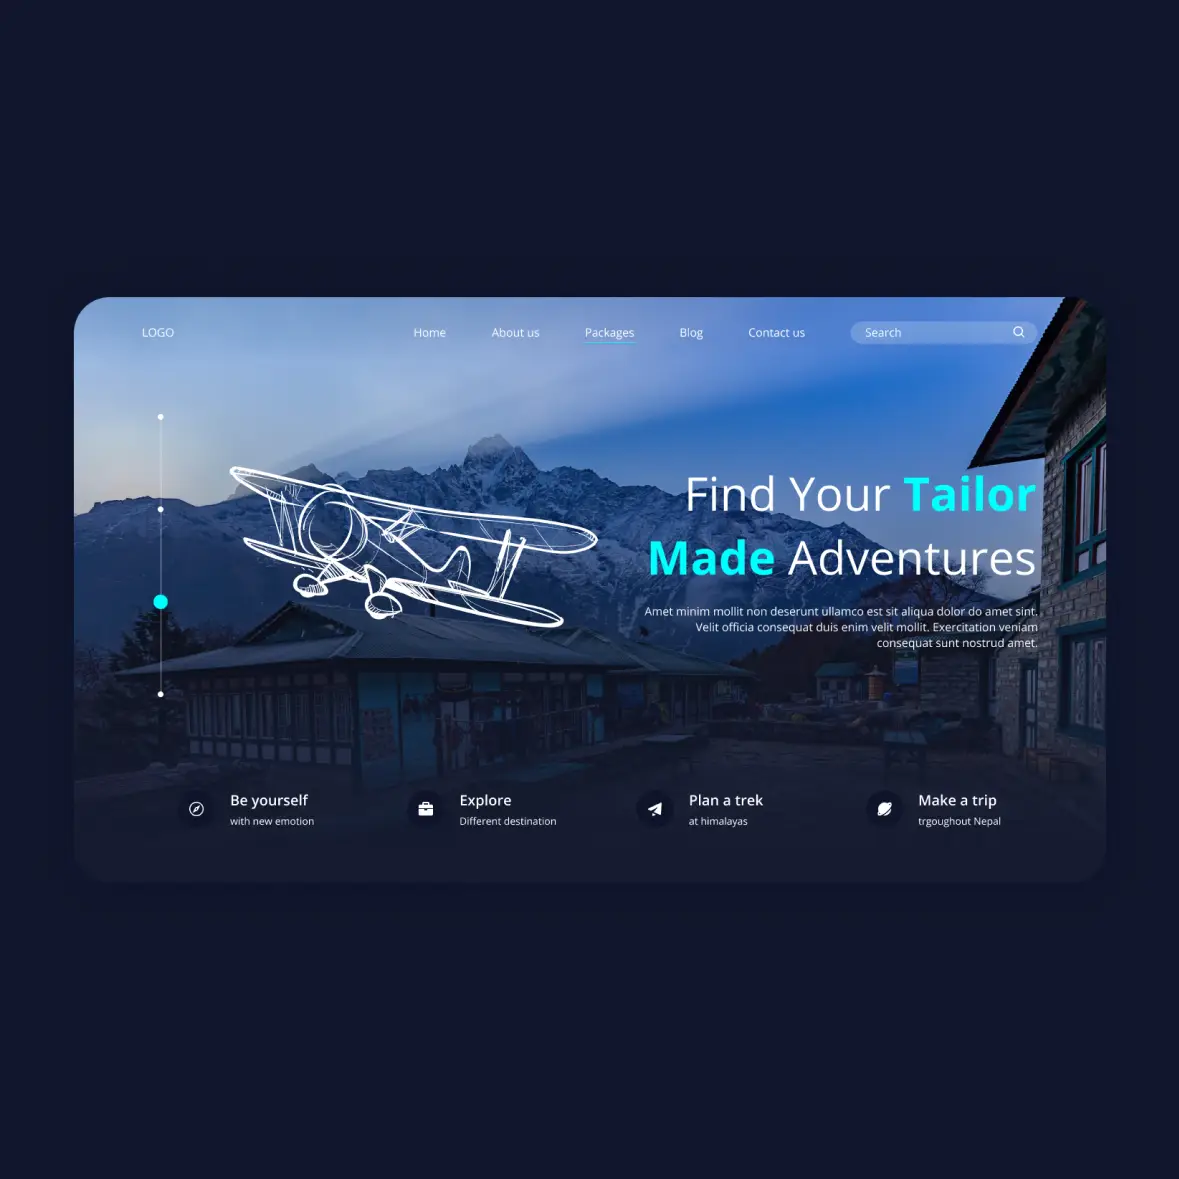 LOGO
Home
About us
Packages
Blog
Contact us
Search
Find Your Tailor
Made Adventures
Amet minim mollit non deserunt ullamco est sit aliqua dolor do amet sint.
Velit officia consequat duis enim velit mollit. Exercitation veniam
consequat sunt nostrud amet.
Be yourself
with new emotion
Explore
Different destination
Plan a trek
at himalayas
Make a trip
trgoughout Nepal